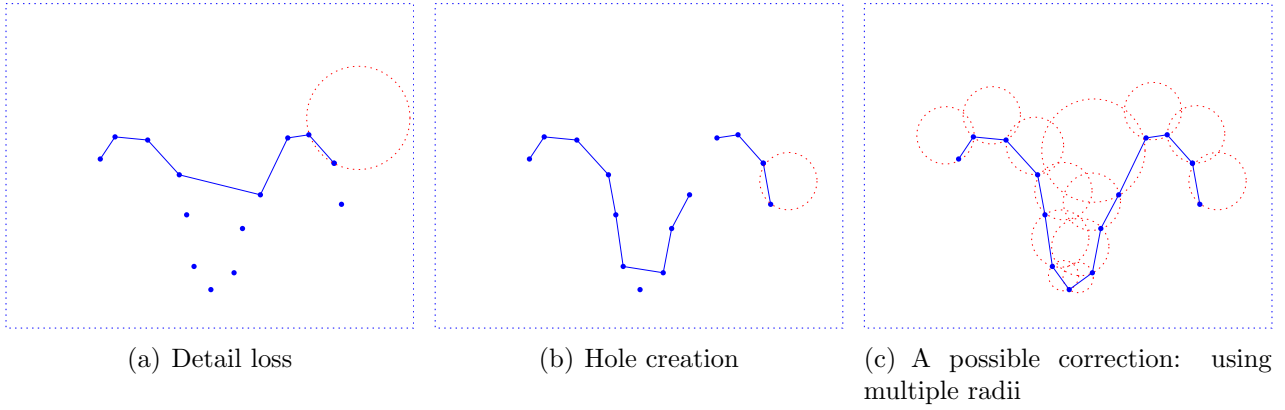 (a) Detail loss
(b) Hole creation
(c) A possible correction: using
multiple radii